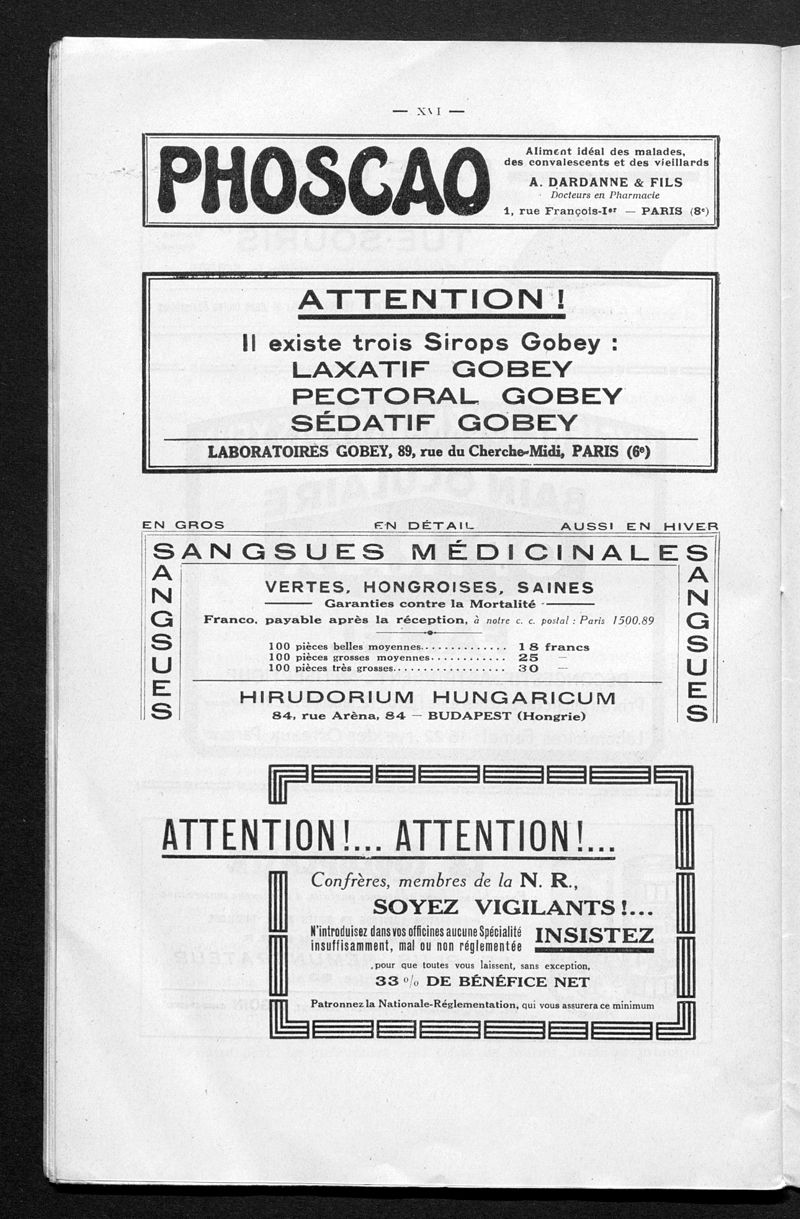 — XVI —
PHOSCAO
Aliment idéal des malades,
des convalescents et des vieillards
A. DARDANNE & FILS
Docteurs en Pharmacie
1, rue François-Ier — PARIS (8e)
ATTENTION !
Il existe trois Sirops Gobey :
LAXATIF GOBEY
PECTORAL GOBEY
SÉDATIF GOBEY
LABORATOIRES GOBEY, 89, rue du Cherche-Midi, PARIS (6e)
EN GROS EN DÉTAIL AUSSI EN HIVER
SANGSUES MÉDICINALES
SANGSUES
VERTES, HONGROISES, SAINES
Garanties contre la Mortalité
Franco, payable après la réception, à notre c. c. postal : Paris 1500.89
100 pièces belles moyennes.............. 18 francs
100 pièces grosses moyennes............ 25 —
100 pièces très grosses.................. 30 —
HIRUDORIUM HUNGARICUM
84, rue Aréna, 84 — BUDAPEST (Hongrie)
SANGSUES
ATTENTION !... ATTENTION !...
Confrères, membres de la N. R.,
SOYEZ VIGILANTS !...
N'introduisez dans vos officines aucune Spécialité
insuffisamment, mal ou non réglementée INSISTEZ
pour que toutes vous laissent, sans exception,
33 % DE BÉNÉFICE NET
Patronnez la Nationale-Réglementation, qui vous assurera ce minimum